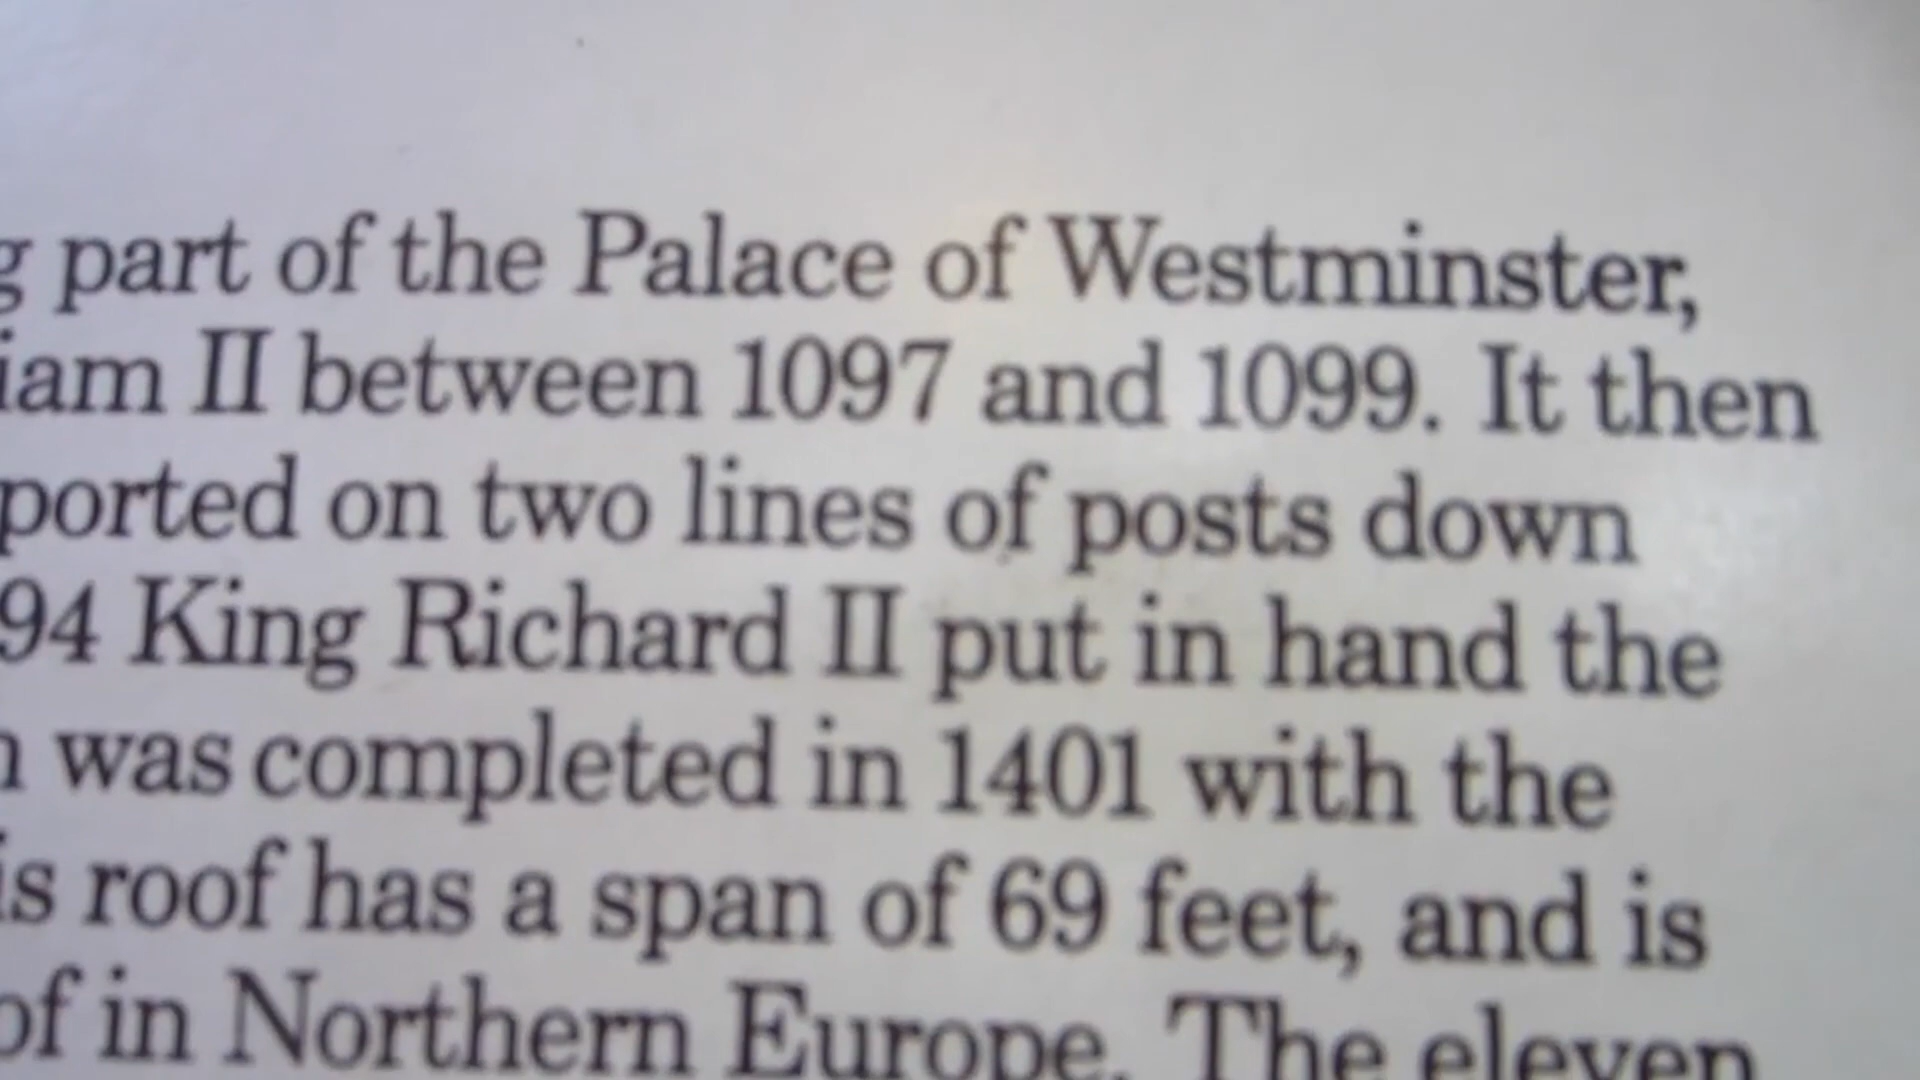 g part of the Palace of Westminster,
iam II between 1097 and 1099. It then
ported on two lines of posts down
94 King Richard II put in hand the
n was completed in 1401 with the
is roof has a span of 69 feet, and is
of in Northern Europe. The eleven